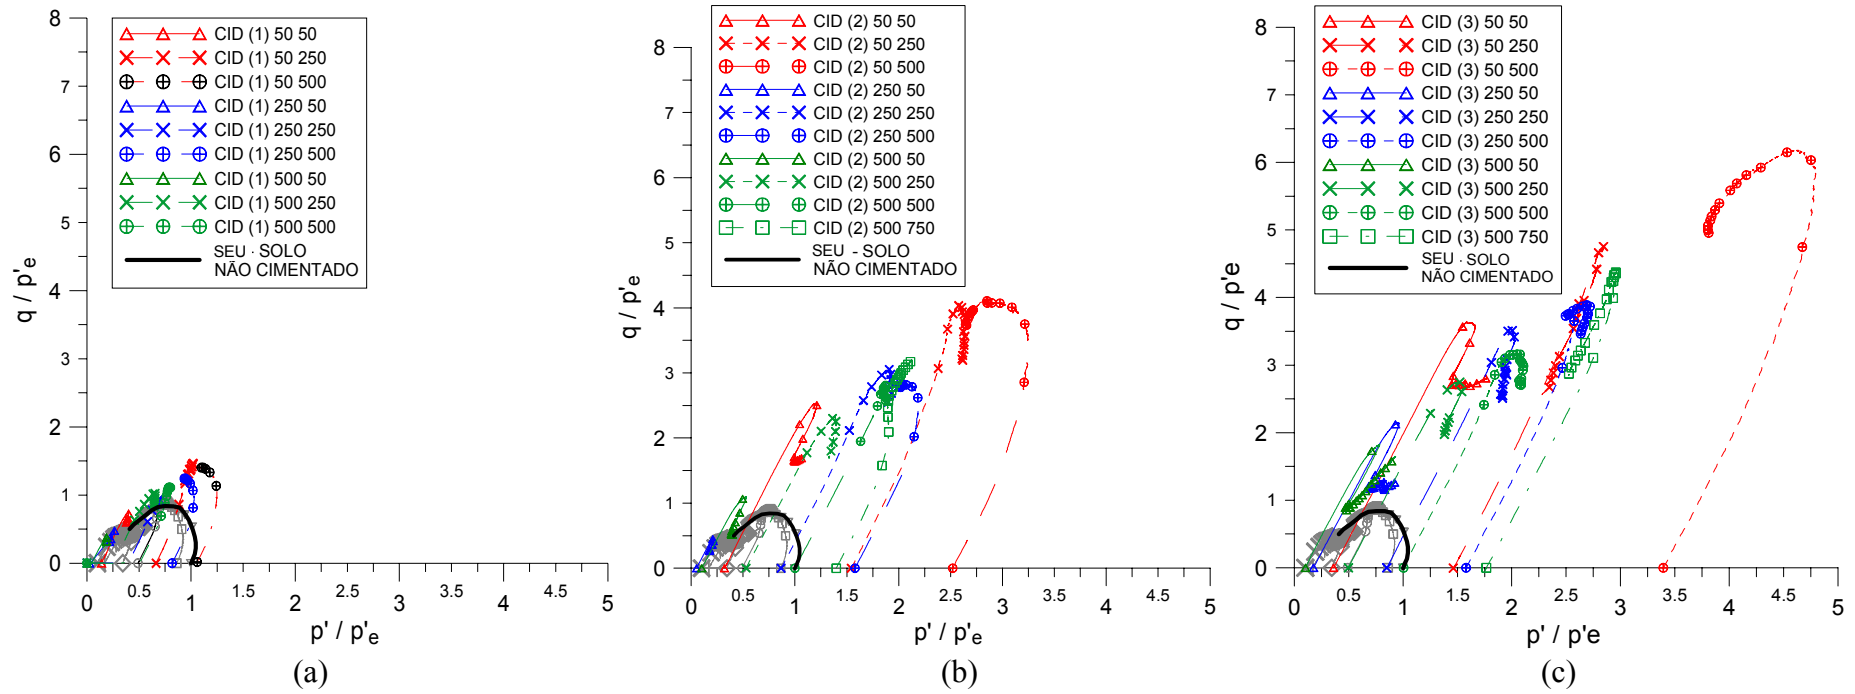 8
7
6
5
4
3
2
1
0
q / p'e
CID (1) 50 50
CID (1) 50 250
CID (1) 50 500
CID (1) 250 50
CID (1) 250 250
CID (1) 250 500
CID (1) 500 50
CID (1) 500 250
CID (1) 500 500
SEU · SOLO
NÃO CIMENTADO
0 0.5 1 1.5 2 2.5 3 3.5 4 4.5 5
p' / p'e
(a)
8
7
6
5
4
3
2
1
0
q / p'e
CID (2) 50 50
CID (2) 50 250
CID (2) 50 500
CID (2) 250 50
CID (2) 250 250
CID (2) 250 500
CID (2) 500 50
CID (2) 500 250
CID (2) 500 500
CID (2) 500 750
SEU - SOLO
NÃO CIMENTADO
0 0.5 1 1.5 2 2.5 3 3.5 4 4.5 5
p' / p'e
(b)
8
7
6
5
4
3
2
1
0
q / p'e
CID (3) 50 50
CID (3) 50 250
CID (3) 50 500
CID (3) 250 50
CID (3) 250 250
CID (3) 250 500
CID (3) 500 50
CID (3) 500 250
CID (3) 500 500
CID (3) 500 750
SEU · SOLO
NÃO CIMENTADO
0 0.5 1 1.5 2 2.5 3 3.5 4 4.5 5
p' / p'e
(c)